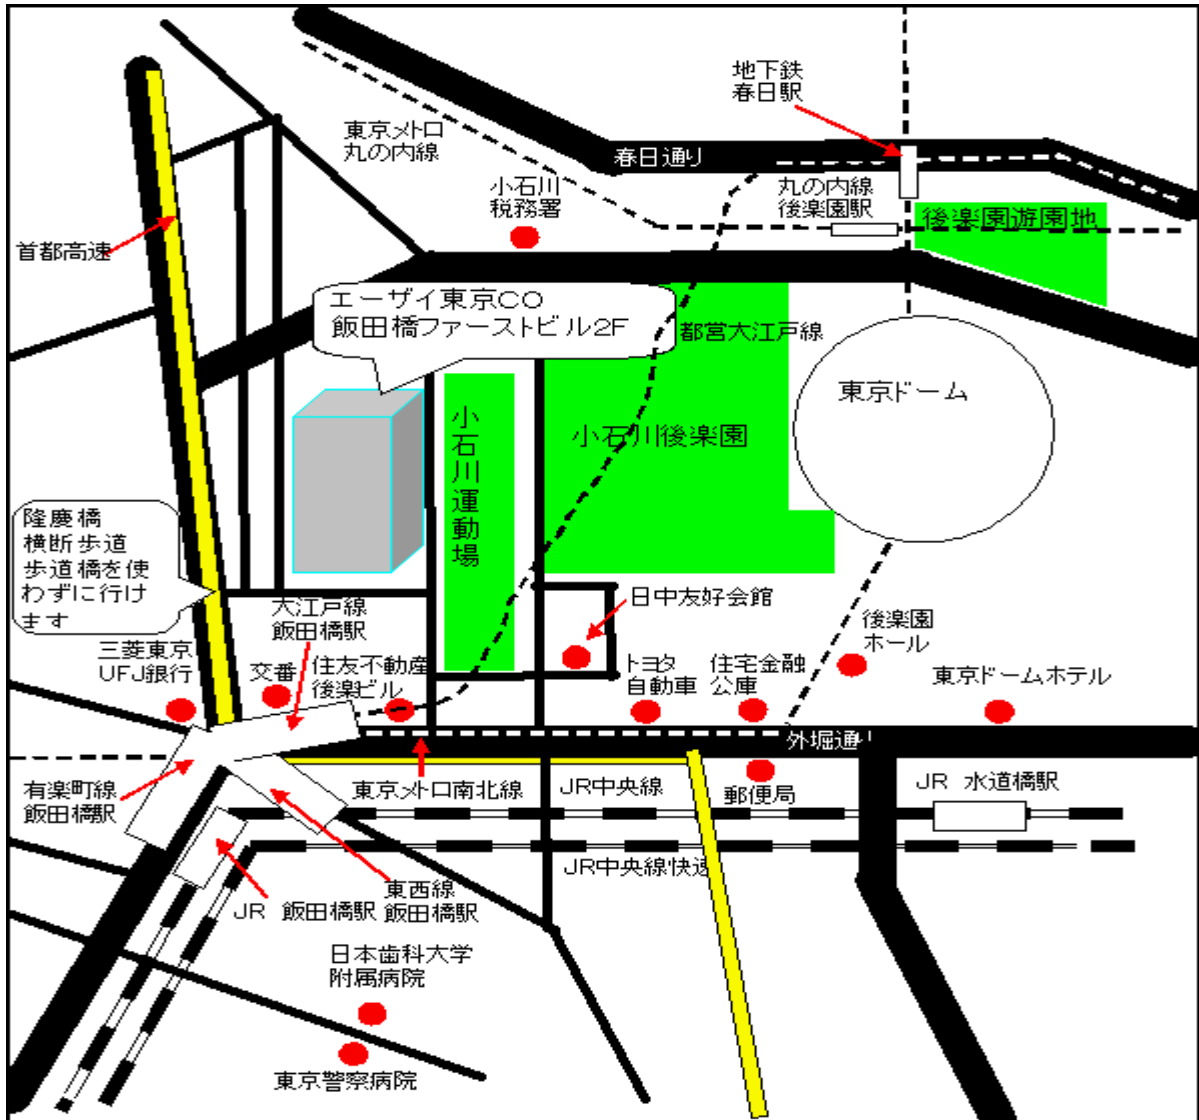 地下鉄
春日駅
東京メトロ
丸の内線
春日通り
小石川
税務署
丸の内線
後楽園駅
後楽園遊園地
首都高速
エーザイ東京CO
飯田橋ファーストビル2F
都営大江戸線
東京ドーム
小石川運動場
小石川後楽園
隆慶橋
横断歩道
歩道橋を使
わずに行け
ます
大江戸線
飯田橋駅
日中友好会館
三菱東京
UFJ銀行
交番
住友不動産
後楽ビル
トヨタ
自動車
住宅金融
公庫
後楽園
ホール
東京ドームホテル
外堀通り
有楽町線
飯田橋駅
東京メトロ南北線
JR中央線
郵便局
JR 水道橋駅
JR中央線快速
東西線
飯田橋駅
JR 飯田橋駅
日本歯科大学
附属病院
東京警察病院